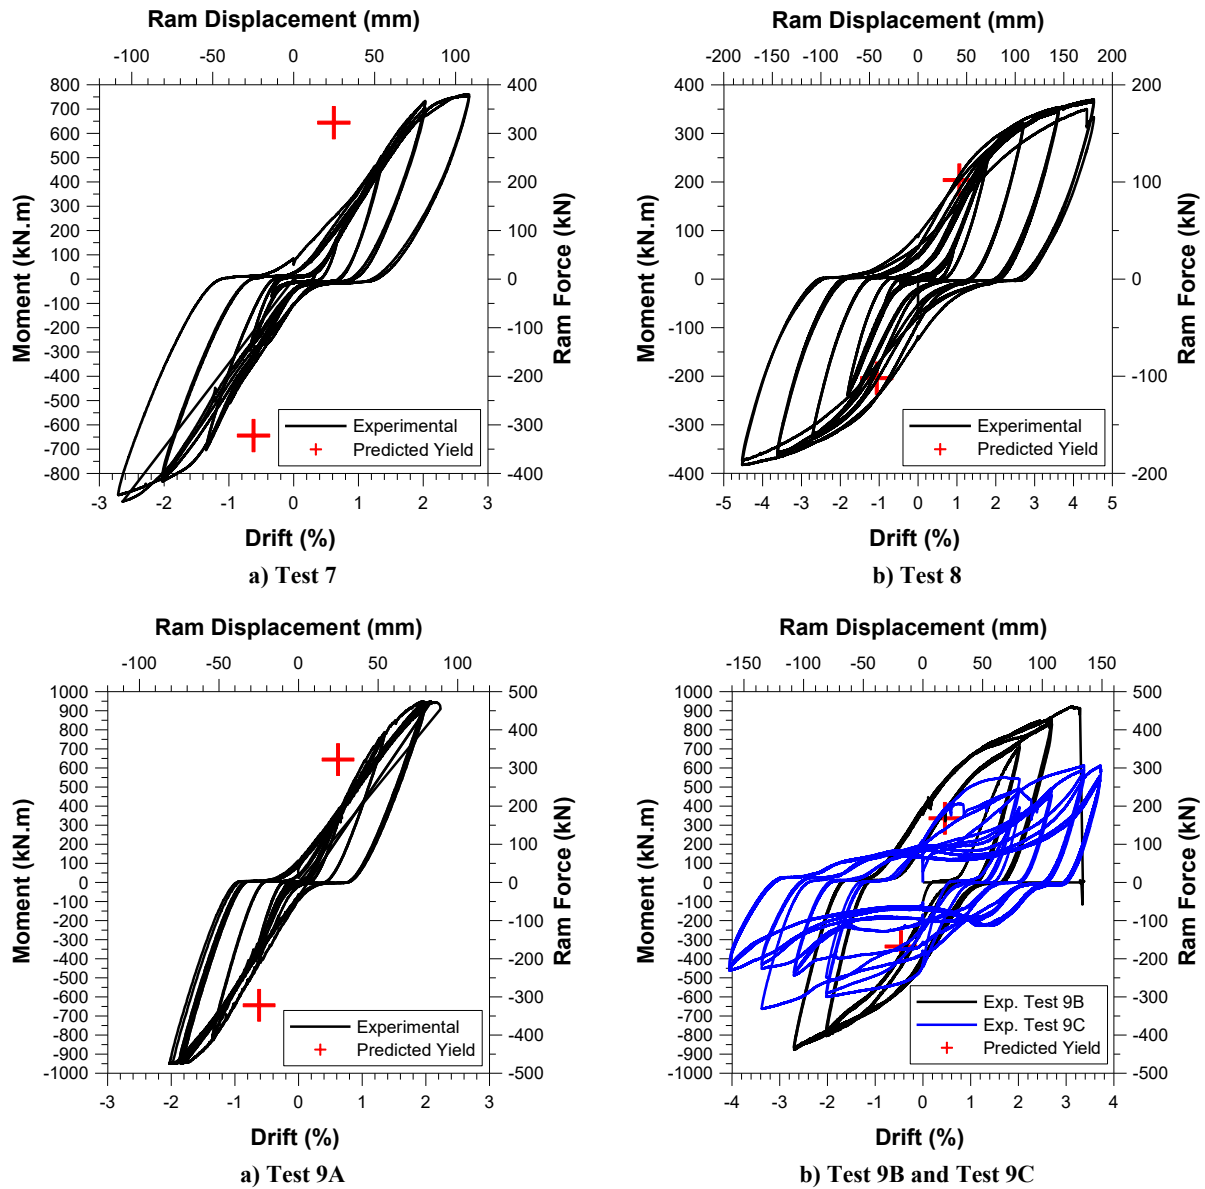 Ram Displacement (mm)
-100 -50 0 50 100
800 700 600 500 400 300 200 100 0 -100 -200 -300 -400 -500 -600 -700 -800
Moment (kN.m)
400 300 200 100 0 -100 -200 -300 -400
Ram Force (kN)
Experimental
Predicted Yield
-3 -2 -1 0 1 2 3
Drift (%)
a) Test 7
Ram Displacement (mm)
-200 -150 -100 -50 0 50 100 150 200
400 300 200 100 0 -100 -200 -300 -400
Moment (kN.m)
200 100 0 -100 -200
Ram Force (kN)
Experimental
Predicted Yield
-5 -4 -3 -2 -1 0 1 2 3 4 5
Drift (%)
b) Test 8
Ram Displacement (mm)
-100 -50 0 50 100
1000 900 800 700 600 500 400 300 200 100 0 -100 -200 -300 -400 -500 -600 -700 -800 -900 -1000
Moment (kN.m)
500 400 300 200 100 0 -100 -200 -300 -400 -500
Ram Force (kN)
Experimental
Predicted Yield
-3 -2 -1 0 1 2 3
Drift (%)
a) Test 9A
Ram Displacement (mm)
-150 -100 -50 0 50 100 150
1000 900 800 700 600 500 400 300 200 100 0 -100 -200 -300 -400 -500 -600 -700 -800 -900 -1000
Moment (kN.m)
500 400 300 200 100 0 -100 -200 -300 -400 -500
Ram Force (kN)
Exp. Test 9B
Exp. Test 9C
Predicted Yield
-4 -3 -2 -1 0 1 2 3 4
Drift (%)
b) Test 9B and Test 9C